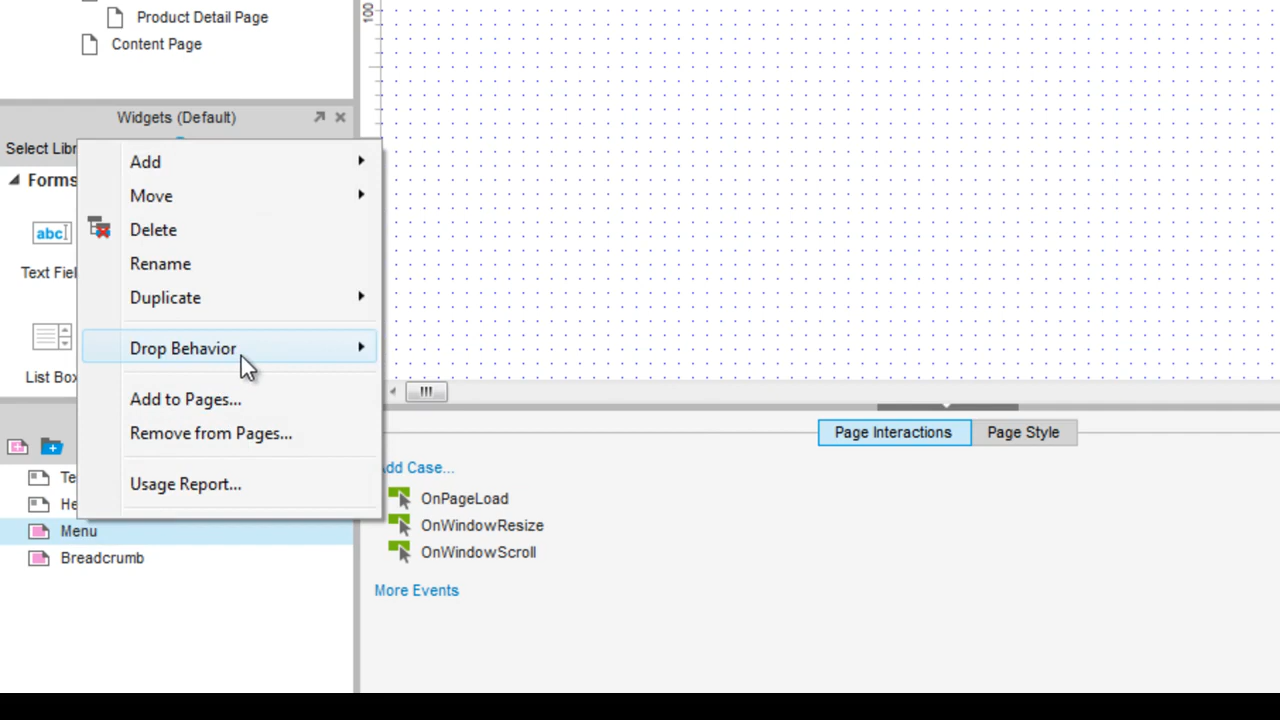 Product Detail Page
Content Page
100
Widgets (Default)
Select Libr
Forms
abc
Text Fiel
List Box
Add
Move
Delete
Rename
Duplicate
Drop Behavior
Add to Pages...
Remove from Pages...
Usage Report...
Te
He
Menu
Breadcrumb
Page Interactions
Page Style
dd Case...
OnPageLoad
OnWindowResize
OnWindowScroll
More Events